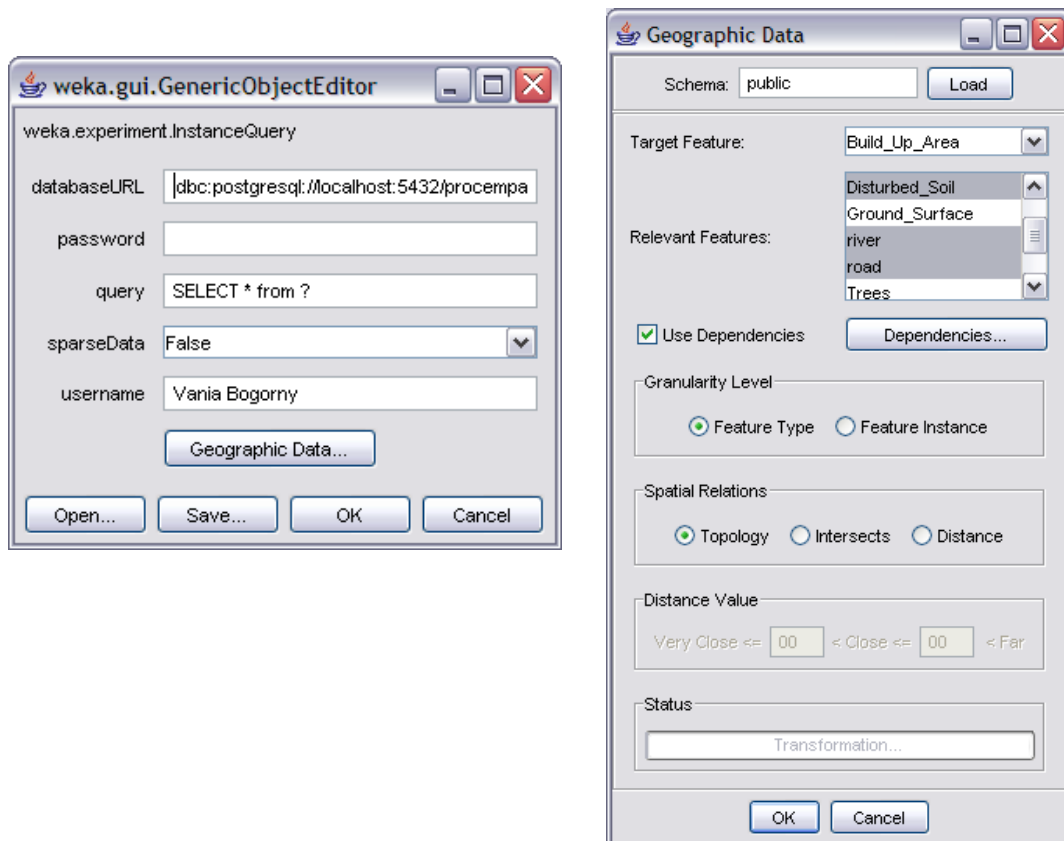 weka.gui.GenericObjectEditor
weka.experiment.InstanceQuery
databaseURL dbc:postgresql://localhost:5432/procempa
password
query SELECT * from ?
sparseData False
username Vania Bogorny
Geographic Data...
Open... Save... OK Cancel
Geographic Data
Schema: public Load
Target Feature: Build_Up_Area
Disturbed_Soil
Ground_Surface
Relevant Features: river
road
Trees
Use Dependencies Dependencies...
Granularity Level
Feature Type Feature Instance
Spatial Relations
Topology Intersects Distance
Distance Value
Very Close <= 00 < Close <= 00 < Far
Status
Transformation...
OK Cancel